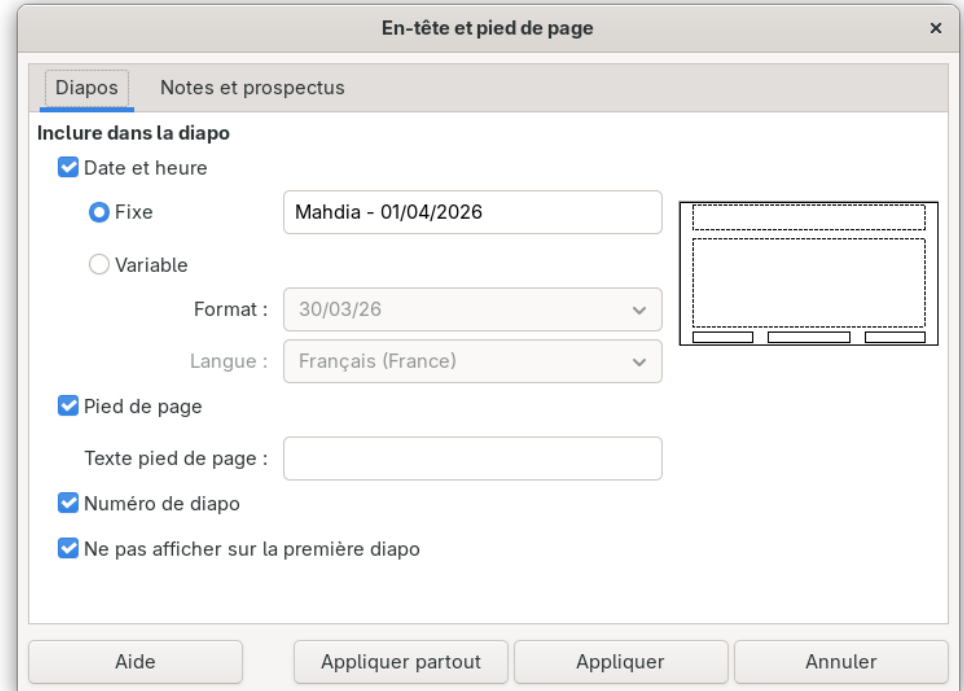 En-tête et pied de page
Diapos Notes et prospectus
Inclure dans la diapo
Date et heure
Fixe Mahdia - 01/04/2026
Variable
Format : 30/03/26
Langue : Français (France)
Pied de page
Texte pied de page :
Numéro de diapo
Ne pas afficher sur la première diapo
Aide Appliquer partout Appliquer Annuler